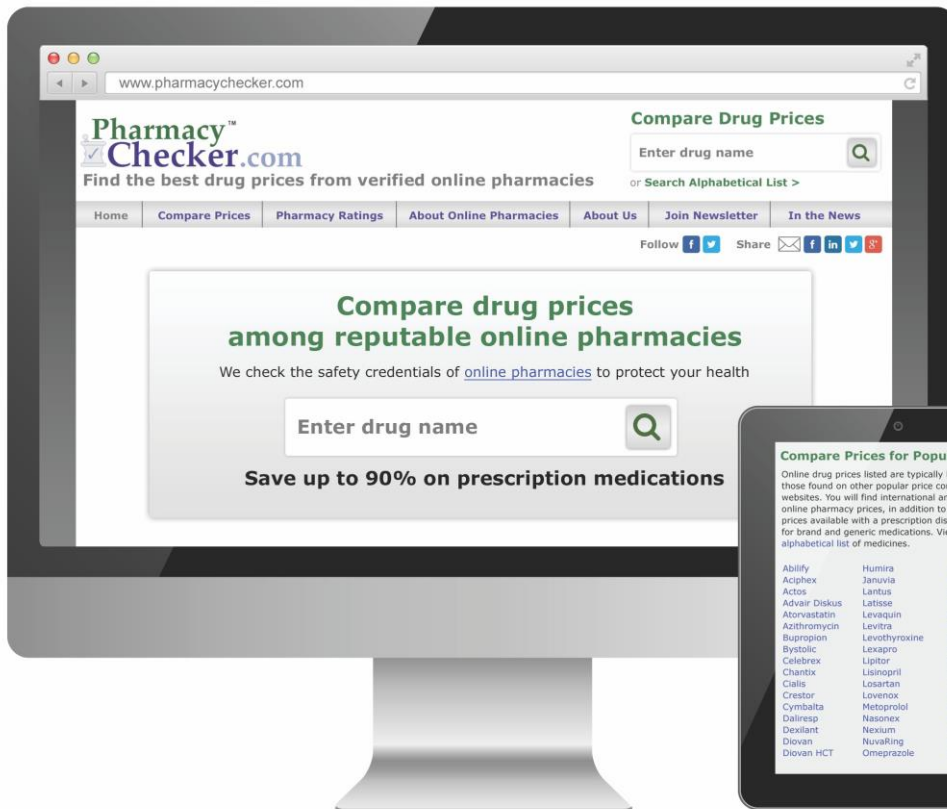 www.pharmacychecker.com
Pharmacy™
Checker.com
Find the best drug prices from verified online pharmacies
Compare Drug Prices
Enter drug name
or Search Alphabetical List >
Home Compare Prices Pharmacy Ratings About Online Pharmacies About Us Join Newsletter In the News
Follow f Share f in g+
Compare drug prices
among reputable online pharmacies
We check the safety credentials of online pharmacies to protect your health
Enter drug name
Save up to 90% on prescription medications
Compare Prices for
Online drug prices listed are typically
those found on other popular price
websites. You will find international
online pharmacy prices, in addition to
prices available with a prescription
for brand and generic medications.
alphabetical list of medicines.
Abilify Humira
Aciphex Januvia
Actos Lantus
Advair Diskus Latisse
Atorvastatin Levaquin
Azithromycin Levitra
Bupropion Levothyroxine
Bystolic Lexapro
Celebrex Lipitor
Chantix Lisinopril
Cialis Losartan
Crestor Lovenox
Cymbalta Metoprolol
Daliresp Nasonex
Dexilant Nexium
Diovan NuvaRing
Diovan HCT Omeprazole